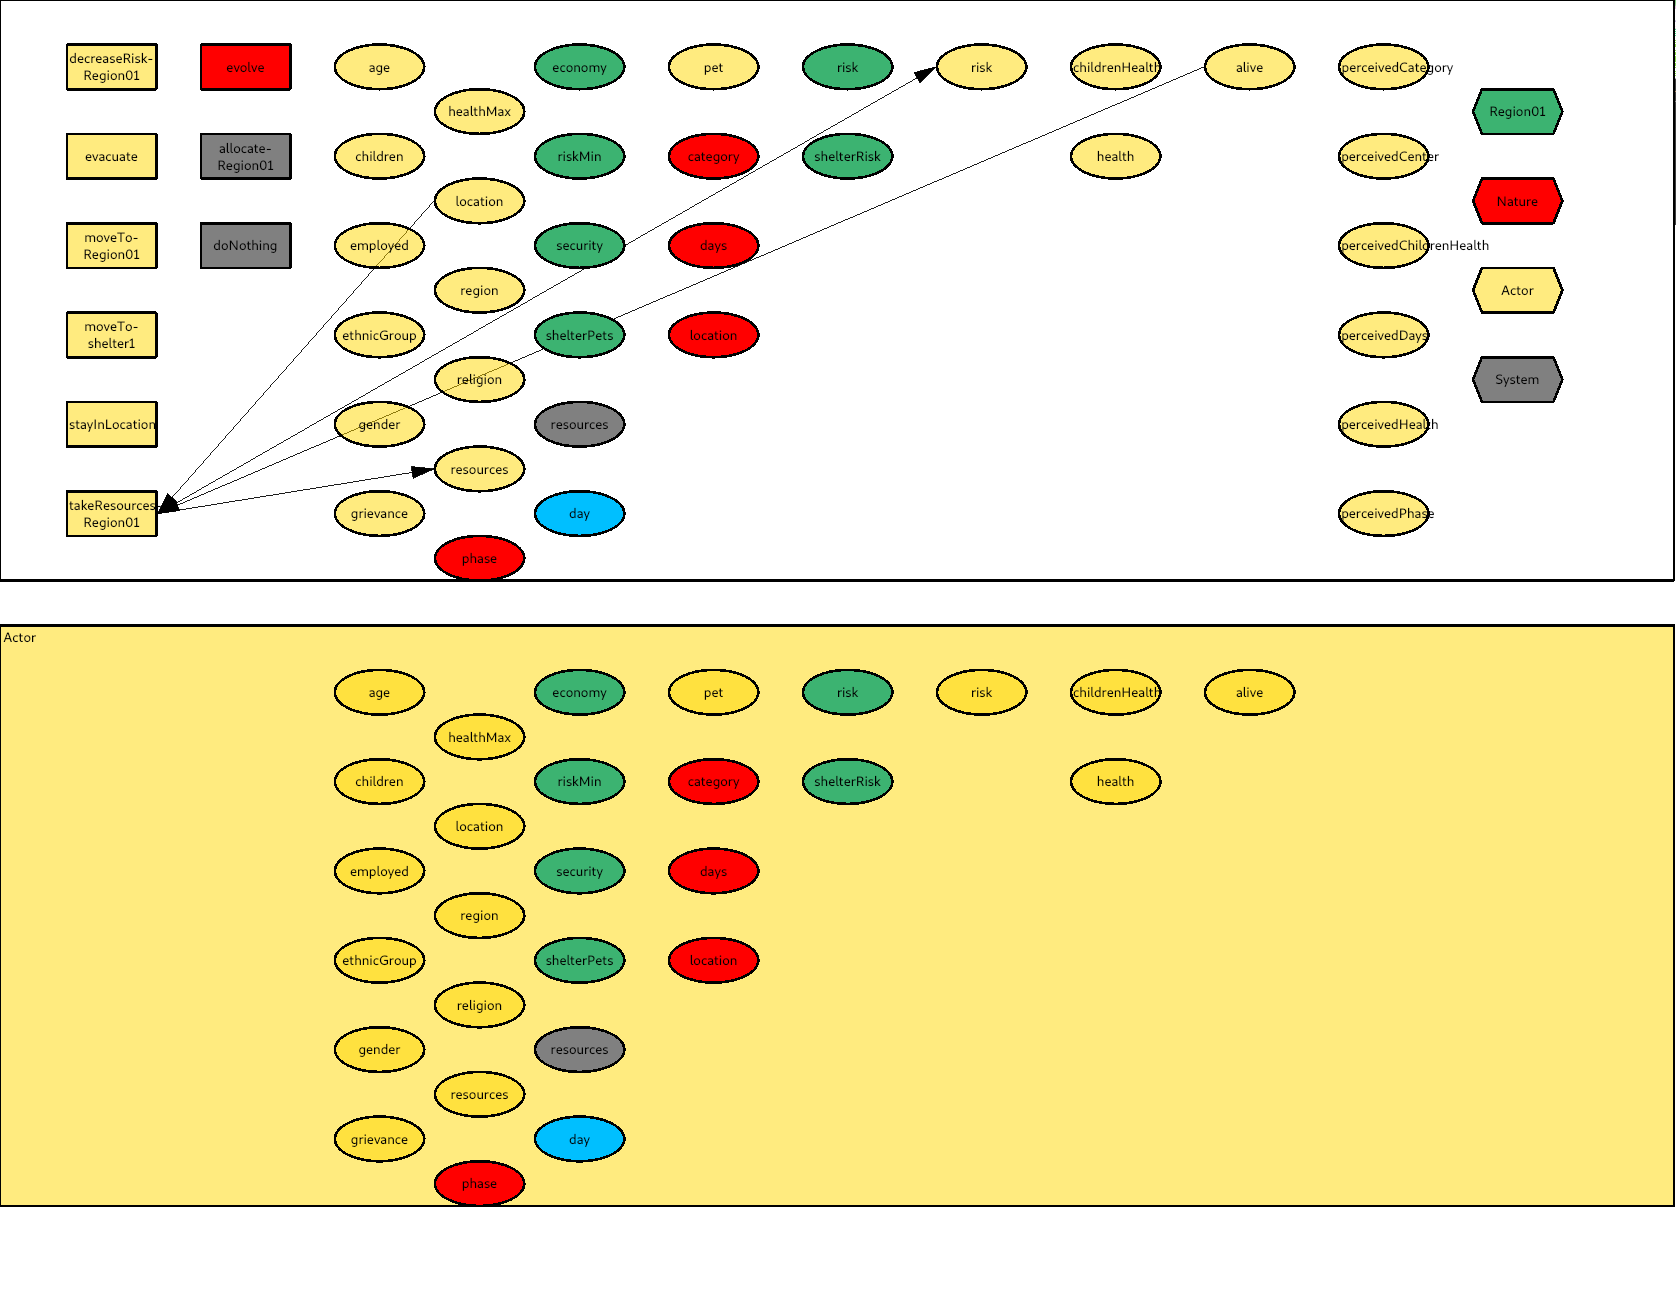 decreaseRisk-
Region01
evolve
age
economy
pet
risk
risk
childrenHealth
alive
perceivedCategory
healthMax
Region01
evacuate
allocate-
Region01
children
riskMin
category
shelterRisk
health
perceivedCenter
location
Nature
moveTo-
Region01
doNothing
employed
security
days
perceivedChildrenHealth
region
Actor
moveTo-
shelter1
ethnicGroup
shelterPets
location
perceivedDays
religion
System
stayInLocation
gender
resources
perceivedHealth
resources
takeResources-
Region01
grievance
day
perceivedPhase
phase
Actor
age
economy
pet
risk
risk
childrenHealth
alive
healthMax
children
riskMin
category
shelterRisk
health
location
employed
security
days
region
ethnicGroup
shelterPets
location
religion
gender
resources
resources
grievance
day
phase